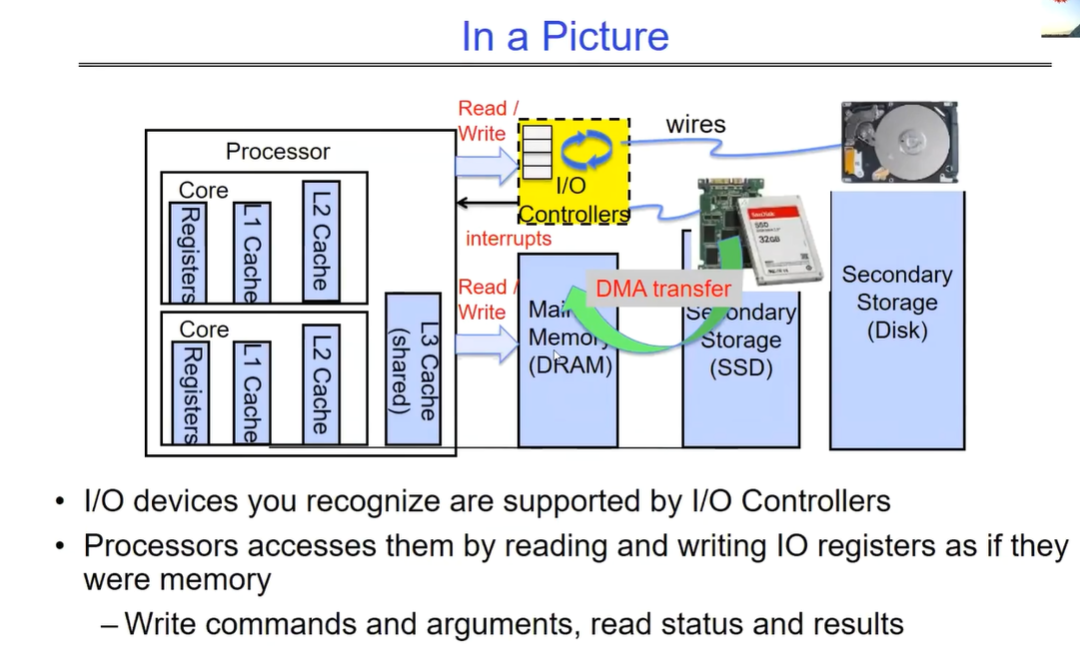 In a Picture
Read /
Write
wires
Processor
I/O
Controllers
Core
Registers
L1 Cache
L2 Cache
interrupts
SanDisk
SSD
32GB
Read /
Write
DMA transfer
Core
Registers
L1 Cache
L2 Cache
L3 Cache
(shared)
Main
Memory
(DRAM)
Secondary
Storage
(SSD)
Secondary
Storage
(Disk)
• I/O devices you recognize are supported by I/O Controllers
• Processors accesses them by reading and writing IO registers as if they
were memory
– Write commands and arguments, read status and results